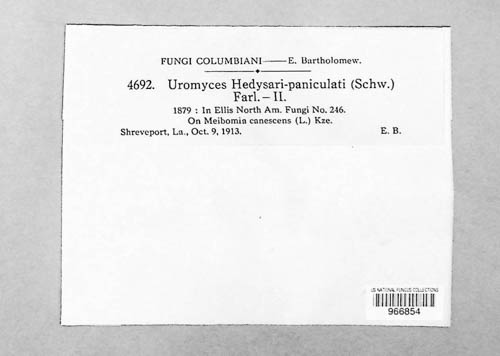 FUNGI COLUMBIANI—E. Bartholomew.
4692. Uromyces Hedysari-paniculati (Schw.)
Farl. – II.
1879 : In Ellis North Am. Fungi No. 246.
On Meibomia canescens (L.) Kze.
Shreveport, La., Oct. 9, 1913. E. B.
US NATIONAL FUNGUS COLLECTIONS
966854